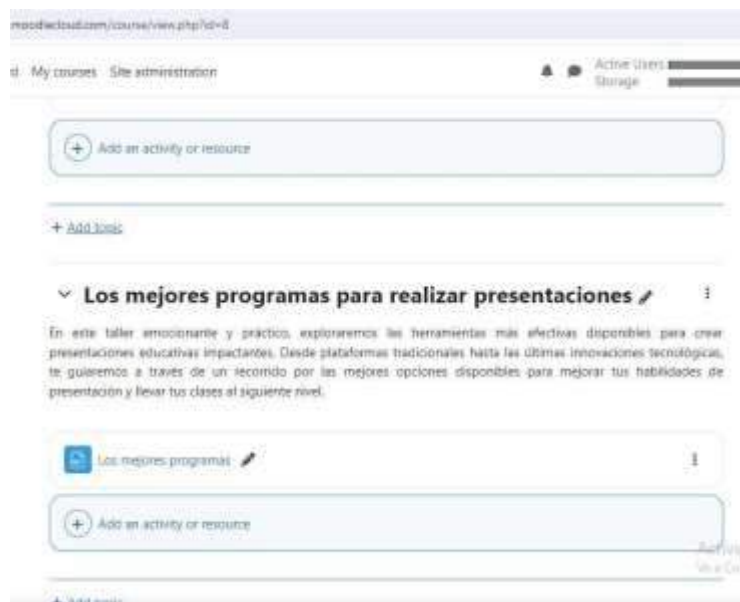 moodlecloud.com/course/view.php?id=8
My courses Site administration
Active Users
Storage
Add an activity or resource
+ Add topic
Los mejores programas para realizar presentaciones
En este taller emocionante y práctico, exploraremos las herramientas más efectivas disponibles para crear
presentaciones educativas impactantes. Desde plataformas tradicionales hasta las últimas innovaciones tecnológicas,
te guiaremos a través de un recorrido por las mejores opciones disponibles para mejorar tus habilidades de
presentación y llevar tus clases al siguiente nivel.
Los mejores programas
Add an activity or resource
+ Add topic